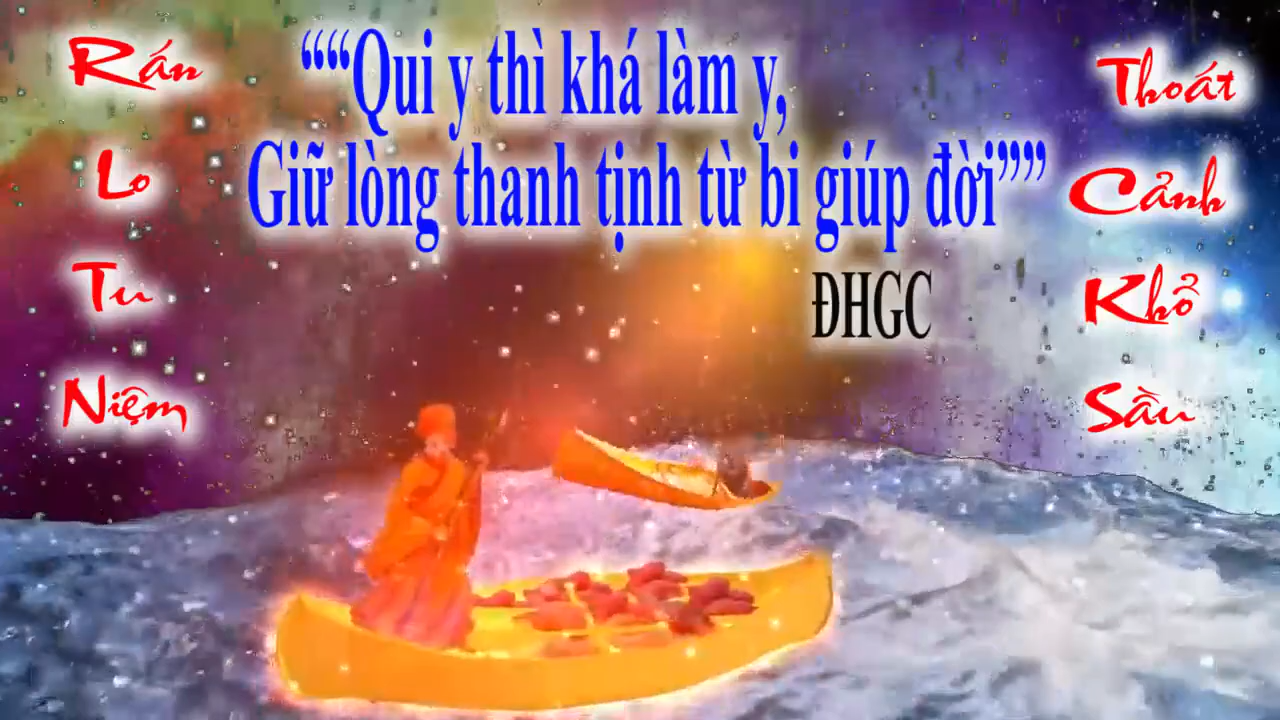 ““Qui y thì khá làm y,
Giữ lòng thanh tịnh từ bi giúp đời””
ĐHGC
Rấn
Lo
Tu
Niệm
Thoát
Cảnh
Khổ
Sầu